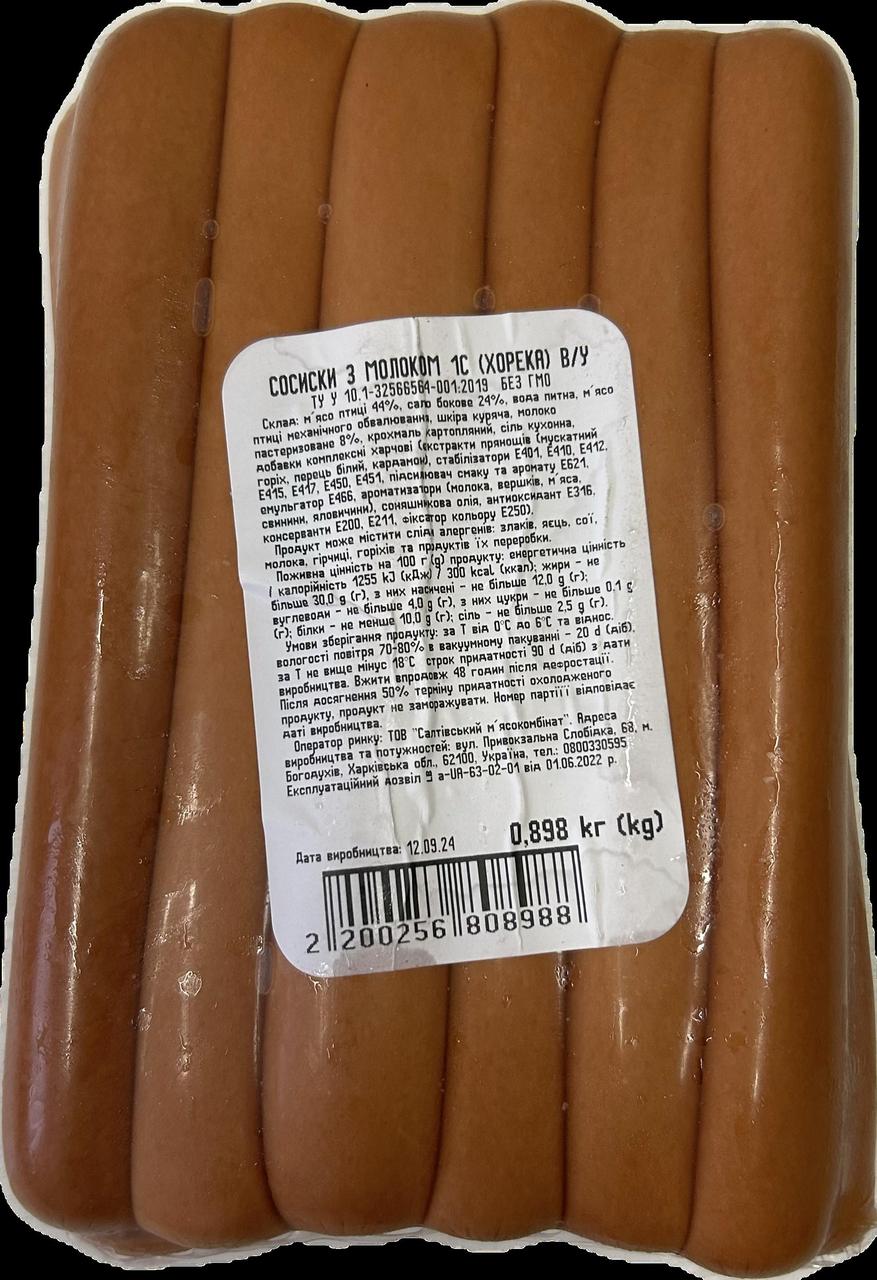 СОСИСКИ З МОЛОКОМ 1С (ХОРЕКА) В/У
ТУ У 10.1-32566564-001:2019 БЕЗ ГМО
Склад: м´ясо птиці 44%, сало бокове 24%, вода питна, м´ясо
птиці механічного обвалювання, шкіра куряча, молоко
пастеризоване 8%, крохмаль картопляний, сіль кухонна,
добавки комплексні харчові (екстракти прянощів (мускатний
горіх, перець білий, кардамон), стабілізатори Е401, Е410, Е412,
Е415, Е417, Е450, Е451, підсилювач смаку та аромату Е621,
емульгатор Е466, ароматизатори (молока, вершків, м´яса,
свинини, яловичини), соняшникова олія, антиоксидант Е316,
консерванти Е200, Е211, фіксатор кольору Е250).
Продукт може містити сліди алергенів: злаків, яєць, сої,
молока, гірчиці, горіхів та продуктів їх переробки.
Поживна цінність на 100 г (g) продукту: енергетична цінність
/ калорійність 1255 kJ (кДж) / 300 kcal (ккал); жири - не
більше 30,0 g (г), з них насичені - не більше 12,0 g (г);
вуглеводи - не більше 4,0 g (г), з них цукри - не більше 0,1 g
(г); білки - не менше 10,0 g (г); сіль - не більше 2,5 g (г).
Умови зберігання продукту: за Т від 0°С до 6°С та віднос.
вологості повітря 70-80% в вакуумному пакуванні - 20 d (діб),
за Т не вище мінус 18°С строк придатності 90 d (діб) з дати
виробництва. Вжити впродовж 48 годин після дефростації.
Після досягнення 50% терміну придатності охолодженого
продукту, продукт не заморажувати. Номер партіїї відповідає
даті виробництва.
Оператор ринку: ТОВ "Салтівський м´ясокомбінат". Адреса
виробництва та потужностей: вул. Привокзальна Слобідка, 68, м.
Богодухів, Харківська обл., 62100, Україна, тел.: 0800330595
Експлуатаційний дозвіл a-UA-63-02-01 від 01.06.2022 р.
0,898 кг (kg)
Дата виробництва: 12.09.24
2 200256 808988